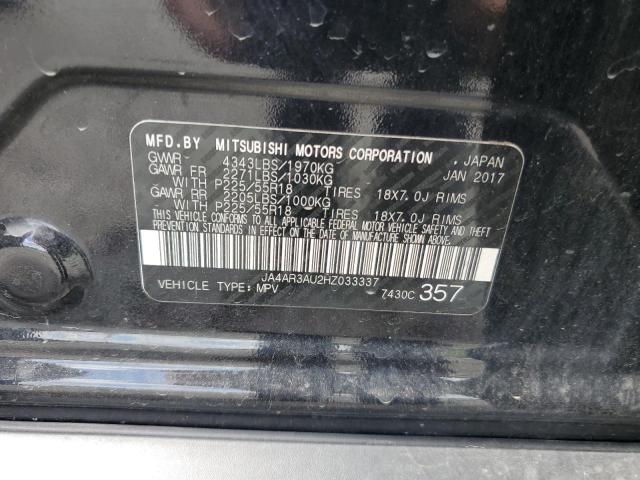 MFD.BY MITSUBISHI MOTORS CORPORATION , JAPAN
GVWR 4343LBS/1970KG JAN 2017
GAWR FR 2271LBS/1030KG
WITH P225/55R18 TIRES 18X7.0J RIMS
GAWR RR 2205LBS/1000KG
WITH P225/55R18 TIRES 18X7.0J RIMS
THIS VEHICLE CONFORMS TO ALL APPLICABLE FEDERAL MOTOR VEHICLE SAFETY AND
THEFT PREVENTION STANDARDS IN EFFECT ON THE DATE OF MANUFACTURE SHOWN ABOVE.
JA4AR3AU2HZ033337
VEHICLE TYPE: MPV 7430C 357